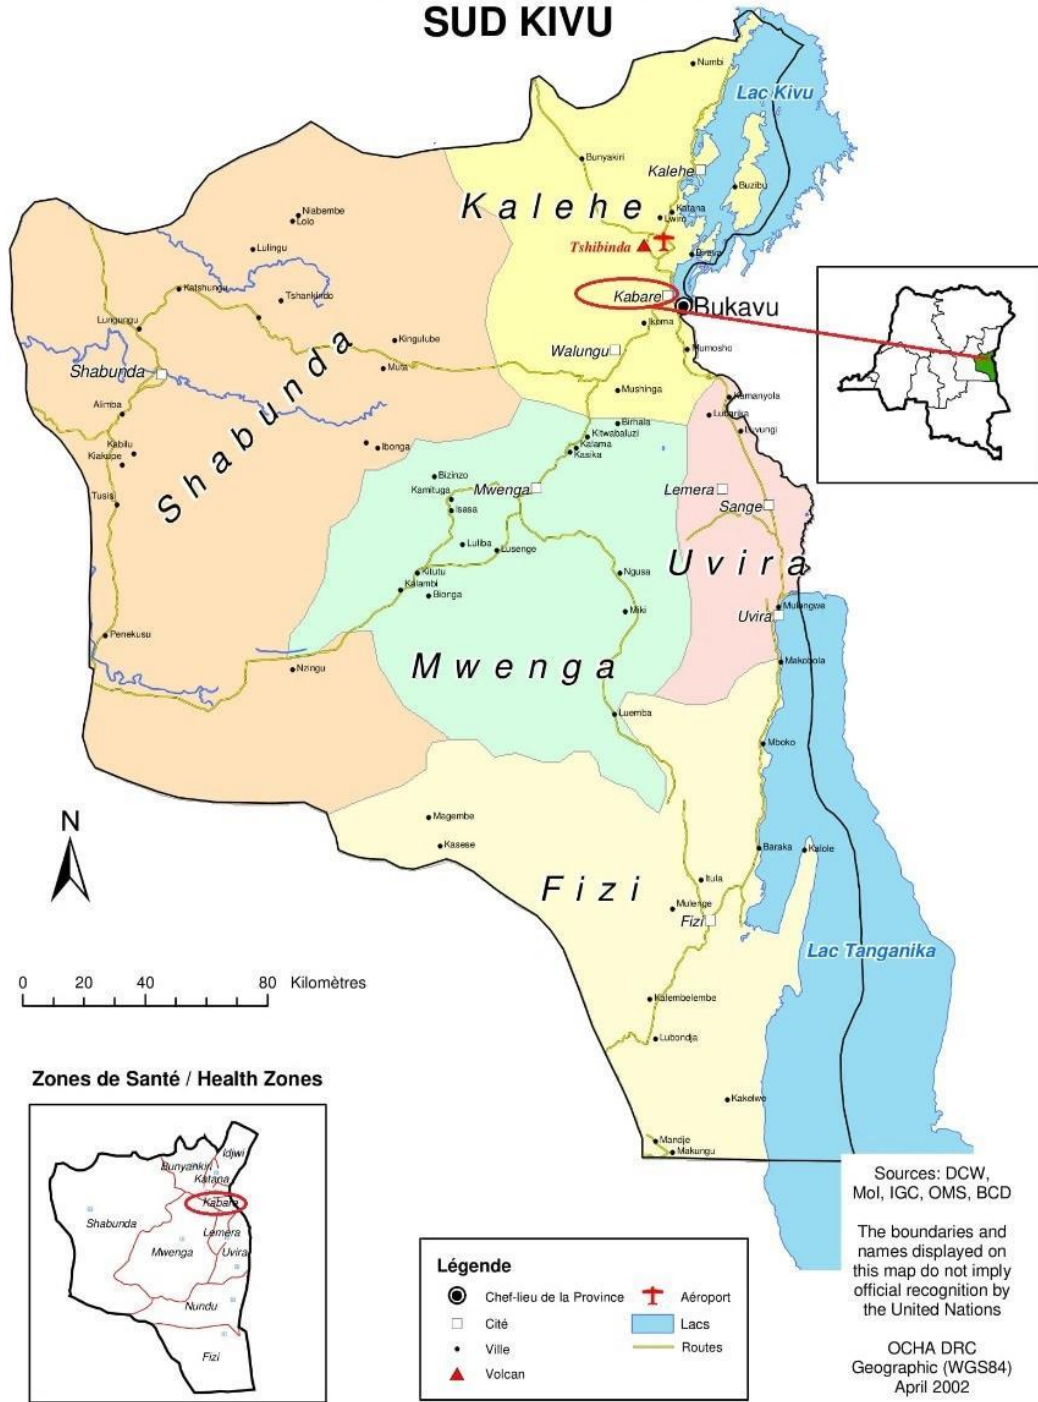 SUD KIVU
Numbi
Lac Kivu
Bunyakiri
Kalehe
Buzibu
Kalehe
Katana
Lwiro
Niabembe
Lolo
Lulingu
Tshibinda
Birava
Katshungu
Tshankindo
Kabare
Bukavu
Lungungu
Ikoma
Kingulube
Walungu
Mumosho
Shabunda
Muta
Mushinga
Kamanyola
Shabunda
Alimba
Lubarika
Birhala
Luvungi
Kitwabaluzi
Kabilu
Ibonga
Kalama
Kiakupe
Kasika
Bizinzo
Kamituga
Mwenga
Lemera
Tusisi
Isasa
Sange
Luliba
Lusenge
Uvira
Kitutu
Ngusa
Kalambi
Bionga
Miki
Mulongwe
Uvira
Penekusu
Mwenga
Makobola
Nzingu
Luemba
Mboko
Magembe
N
Kasese
Baraka
Kalole
Itula
Fizi
Mulenge
Fizi
Lac Tanganika
0 20 40 80 Kilomètres
Kalembelembe
Lubondja
Zones de Santé / Health Zones
Kakolwe
Mandje
Makungu
Idjwi
Bunyankiri
Katana
Kabare
Shabunda
Lemera
Mwenga
Uvira
Nundu
Fizi
Légende
Chef-lieu de la Province
Aéroport
Cité
Lacs
Ville
Routes
Volcan
Sources: DCW,
MoI, IGC, OMS, BCD
The boundaries and
names displayed on
this map do not imply
official recognition by
the United Nations
OCHA DRC
Geographic (WGS84)
April 2002